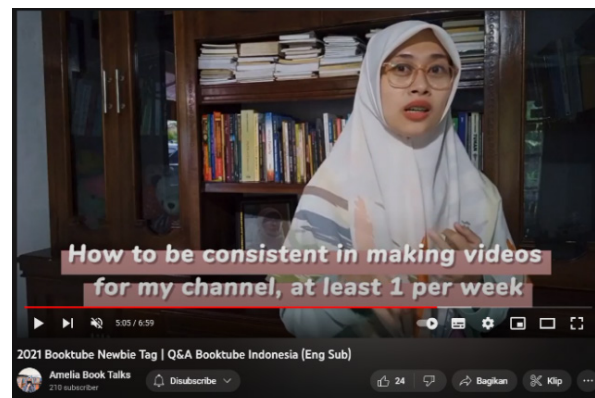 How to be consistent in making videos
for my channel, at least 1 per week
5:05 / 6:59
2021 Booktube Newbie Tag | Q&A Booktube Indonesia (Eng Sub)
Amelia Book Talks
210 subscriber
Disubscribe
24
Bagikan
Klip